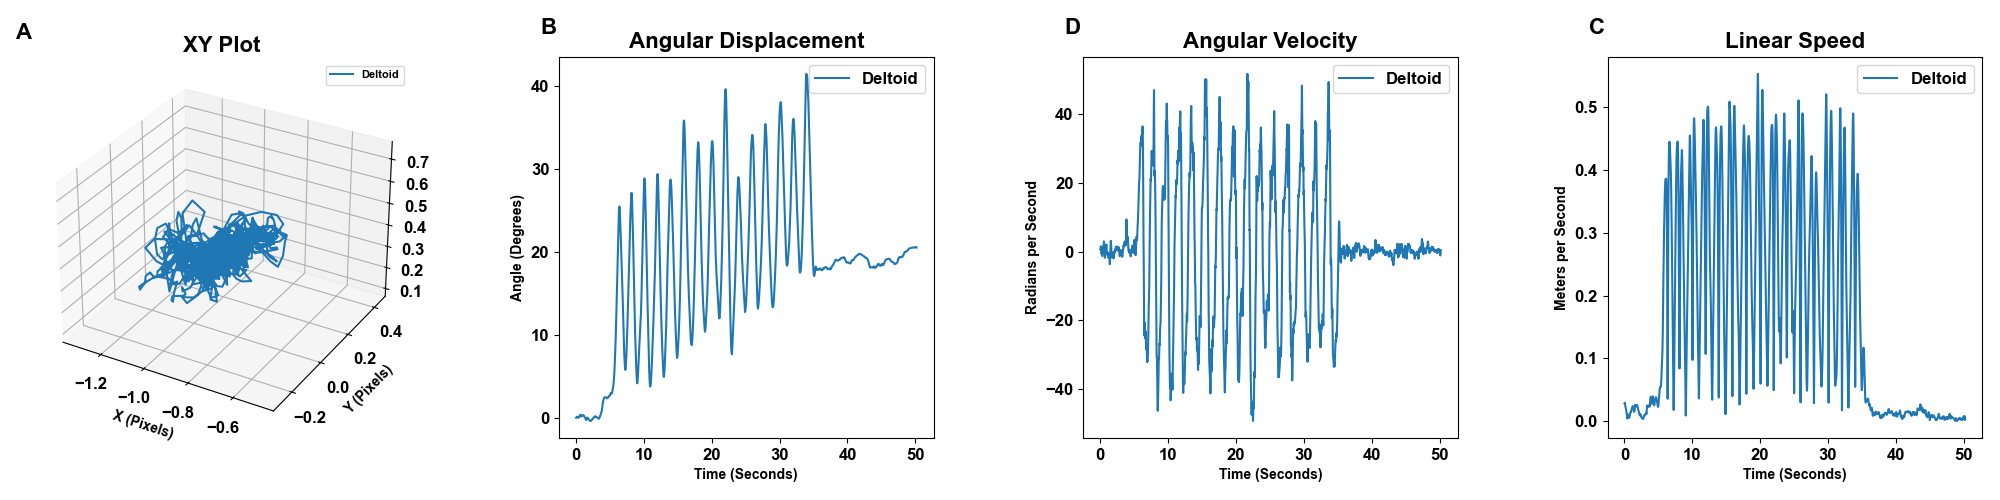 A
XY Plot
Deltoid
0.7
0.6
0.5
0.4
0.3
0.2
0.1
0.4
0.2
0.0
−0.2
Y (Pixels)
−1.2
−1.0
−0.8
−0.6
X (Pixels)
B
Angular Displacement
Deltoid
40
30
20
10
0
Angle (Degrees)
0 10 20 30 40 50
Time (Seconds)
D
Angular Velocity
Deltoid
40
20
0
−20
−40
Radians per Second
0 10 20 30 40 50
Time (Seconds)
C
Linear Speed
Deltoid
0.5
0.4
0.3
0.2
0.1
0.0
Meters per Second
0 10 20 30 40 50
Time (Seconds)